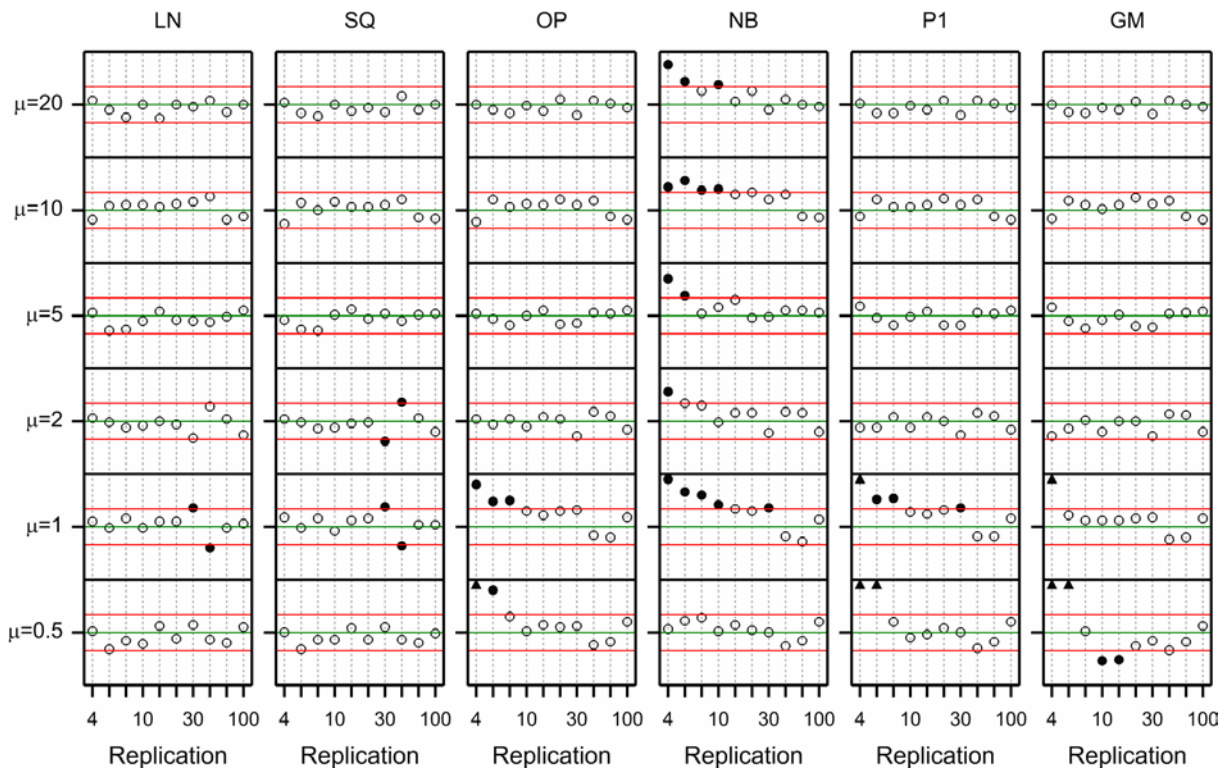 LN SQ OP NB P1 GM
μ=20
μ=10
μ=5
μ=2
μ=1
μ=0.5
4 10 30 100 4 10 30 100 4 10 30 100 4 10 30 100 4 10 30 100 4 10 30 100
Replication Replication Replication Replication Replication Replication